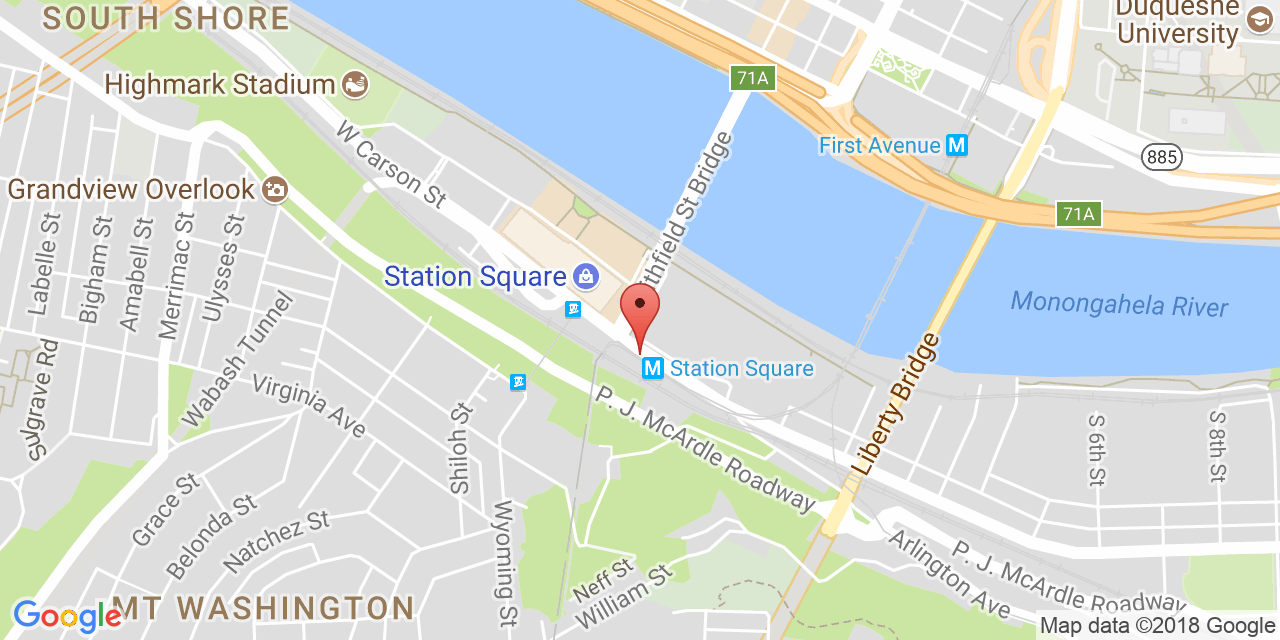 SOUTH SHORE
Duquesne
University
Highmark Stadium
71A
W Carson St
First Avenue M
885
Grandview Overlook
Smithfield St Bridge
71A
Labelle St
Bigham St
Amabell St
Merrimac St
Ulysses St
Station Square
Monongahela River
Wabash Tunnel
M Station Square
Sulgrave Rd
Virginia Ave
P. J. McArdle Roadway
Liberty Bridge
Shiloh St
S 6th St
S 8th St
Grace St
Belonda St
Natchez St
Wyoming St
Neff St
William St
Arlington Ave
P. J. McArdle Roadway
Google
MT WASHINGTON
Map data ©2018 Google